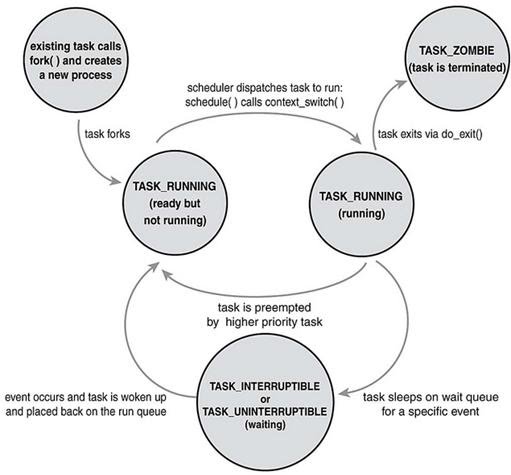 existing task calls
fork( ) and creates
a new process
TASK_ZOMBIE
(task is terminated)
scheduler dispatches task to run:
schedule( ) calls context_switch( )
task forks
task exits via do_exit()
TASK_RUNNING
(ready but
not running)
TASK_RUNNING
(running)
task is preempted
by higher priority task
event occurs and task is woken up
and placed back on the run queue
TASK_INTERRUPTIBLE
or
TASK_UNINTERRUPTIBLE
(waiting)
task sleeps on wait queue
for a specific event